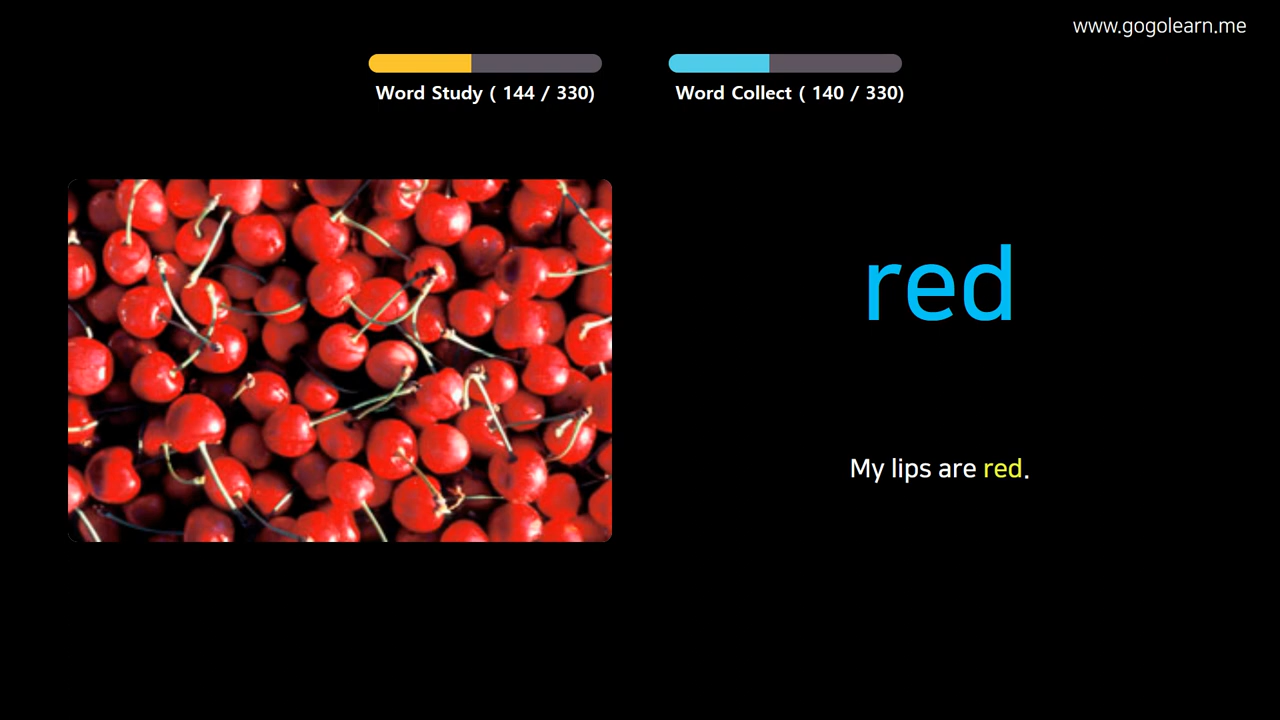 www.gogolearn.me
Word Study ( 144 / 330)
Word Collect ( 140 / 330)
red
My lips are red.